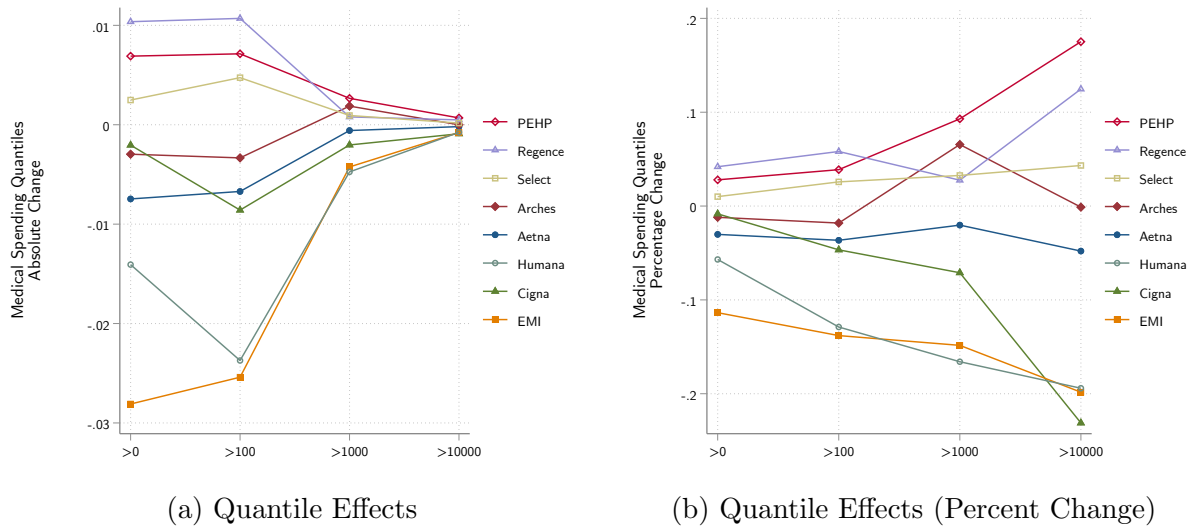 .01
0
-.01
-.02
-.03
Medical Spending Quantiles
Absolute Change
>0
>100
>1000
>10000
PEHP
Regence
Select
Arches
Aetna
Humana
Cigna
EMI
(a) Quantile Effects
.2
.1
0
-.1
-.2
Medical Spending Quantiles
Percentage Change
>0
>100
>1000
>10000
PEHP
Regence
Select
Arches
Aetna
Humana
Cigna
EMI
(b) Quantile Effects (Percent Change)